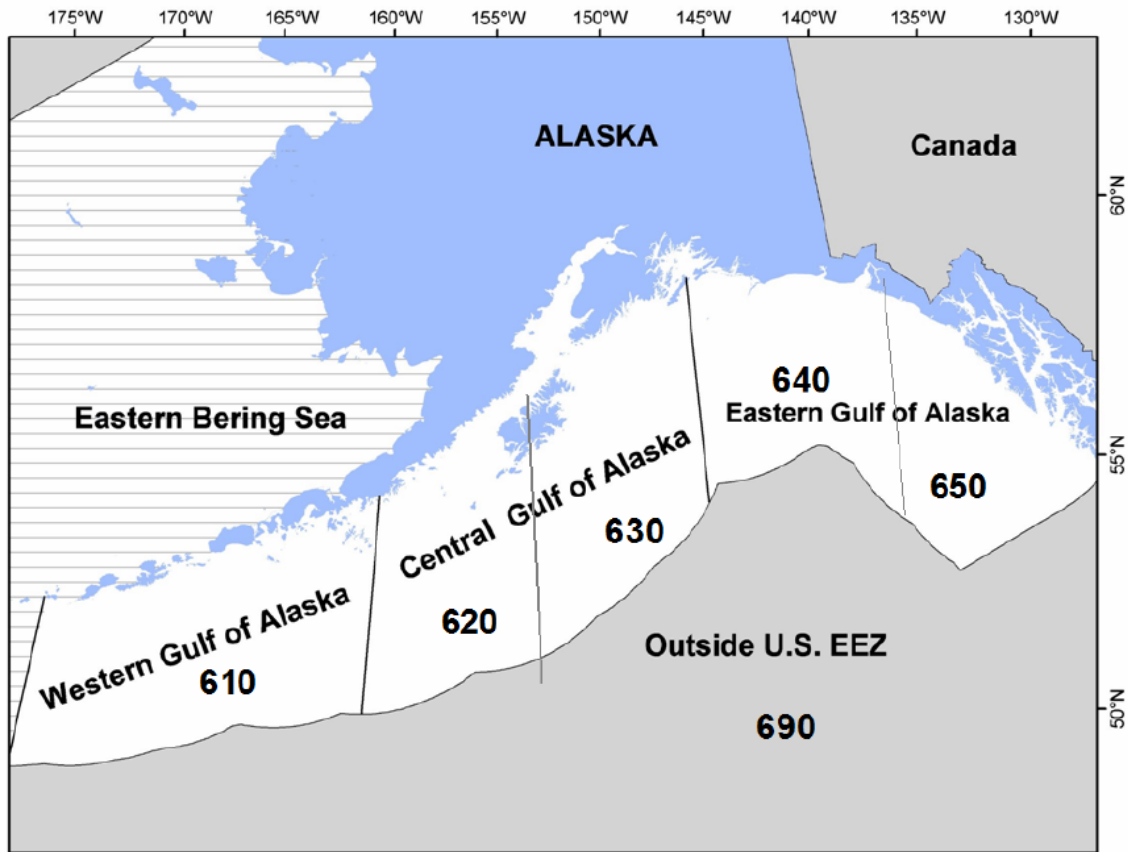 175°W 170°W 165°W 160°W 155°W 150°W 145°W 140°W 135°W 130°W
ALASKA
Canada
60°N
640
Eastern Bering Sea
Eastern Gulf of Alaska
55°N
650
Central Gulf of Alaska
630
620
Western Gulf of Alaska
610
Outside U.S. EEZ
50°N
690